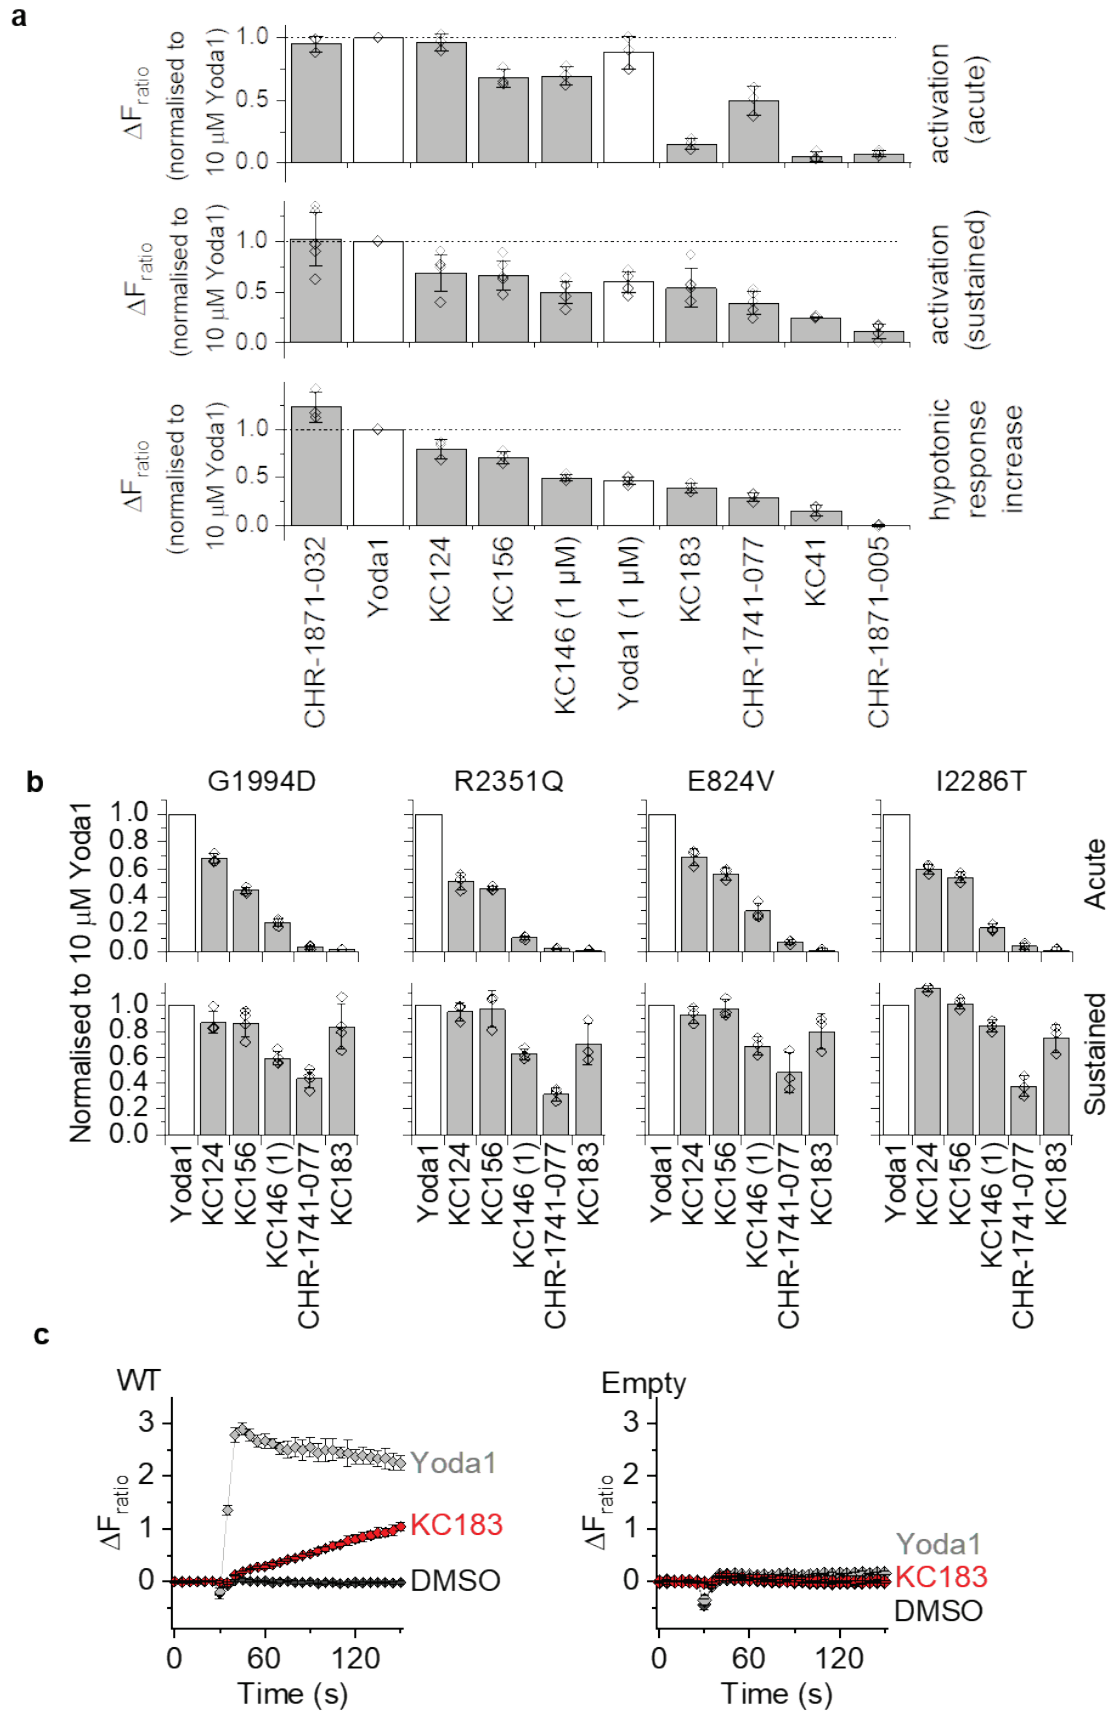 a
ΔFratio
(normalised to
10 µM Yoda1)
1.0
0.5
0.0
activation
(acute)
ΔFratio
(normalised to
10 µM Yoda1)
1.0
0.5
0.0
activation
(sustained)
ΔFratio
(normalised to
10 µM Yoda1)
1.0
0.5
0.0
hypotonic
response
increase
CHR-1871-032
Yoda1
KC124
KC156
KC146 (1 µM)
Yoda1 (1 µM)
KC183
CHR-1741-077
KC41
CHR-1871-005
b
G1994D
R2351Q
E824V
I2286T
Normalised to 10 µM Yoda1
1.0
0.8
0.6
0.4
0.2
0.0
Acute
1.0
0.8
0.6
0.4
0.2
0.0
Sustained
Yoda1
KC124
KC156
KC146 (1)
CHR-1741-077
KC183
Yoda1
KC124
KC156
KC146 (1)
CHR-1741-077
KC183
Yoda1
KC124
KC156
KC146 (1)
CHR-1741-077
KC183
Yoda1
KC124
KC156
KC146 (1)
CHR-1741-077
KC183
c
WT
ΔFratio
3
2
1
0
Yoda1
KC183
DMSO
0
60
120
Time (s)
Empty
ΔFratio
3
2
1
0
Yoda1
KC183
DMSO
0
60
120
Time (s)